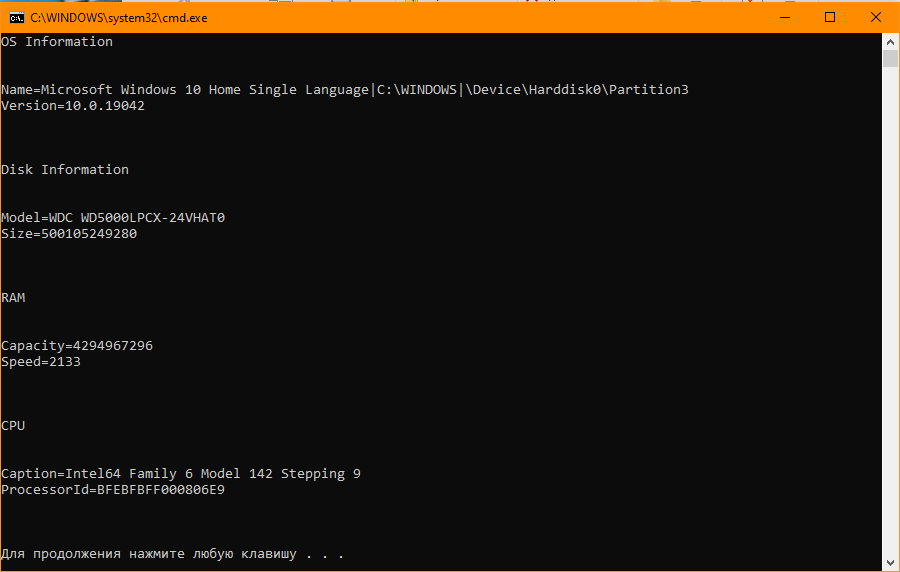 C:\WINDOWS\system32\cmd.exe
OS Information
Name=Microsoft Windows 10 Home Single Language|C:\WINDOWS|\Device\Harddisk0\Partition3
Version=10.0.19042
Disk Information
Model=WDC WD5000LPCX-24VHAT0
Size=500105249280
RAM
Capacity=4294967296
Speed=2133
CPU
Caption=Intel64 Family 6 Model 142 Stepping 9
ProcessorId=BFEBFBFF000806E9
Для продолжения нажмите любую клавишу . . .